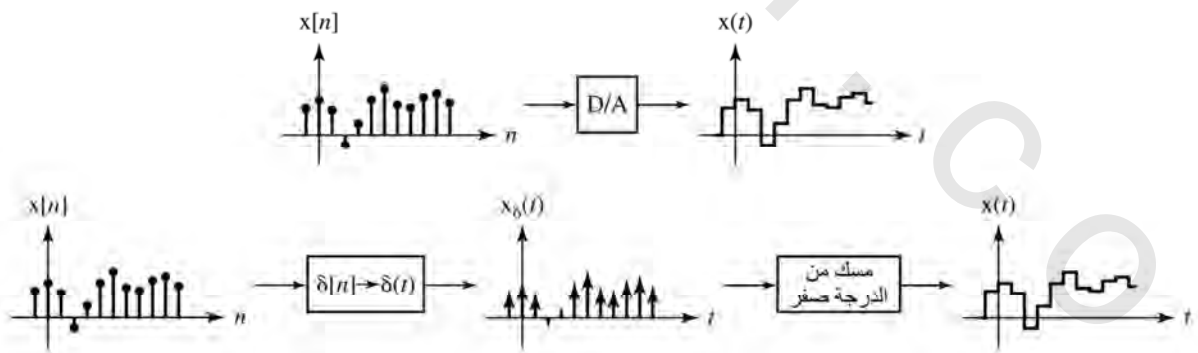 x[n]
x(t)
D/A
n
t
x[n]
xδ(t)
x(t)
δ[n]→δ(t)
مسك من
الدرجة صفر
n
t
t